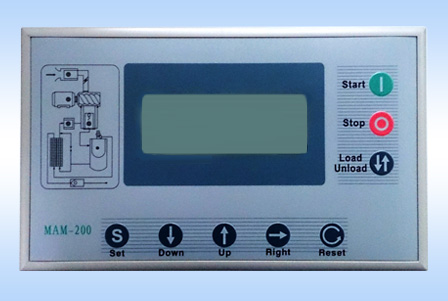 Start
Stop
Load
Unload
MAM-200
S
Set
Down
Up
Right
Reset